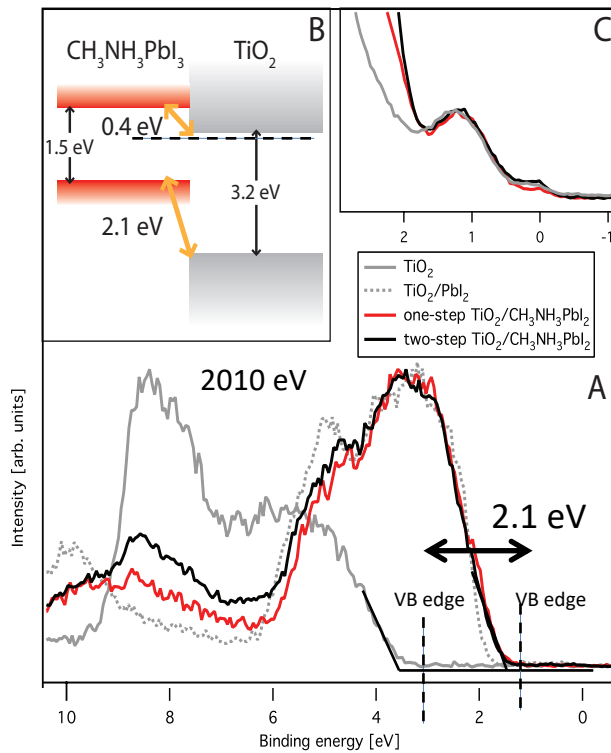 B
CH₃NH₃PbI₃ TiO₂
0.4 eV
1.5 eV
3.2 eV
2.1 eV
C
2 1 0 -1
TiO₂
TiO₂/PbI₂
one-step TiO₂/CH₃NH₃PbI₂
two-step TiO₂/CH₃NH₃PbI₂
A
2010 eV
2.1 eV
VB edge VB edge
Intensity [arb. units]
10 8 6 4 2 0
Binding energy [eV]